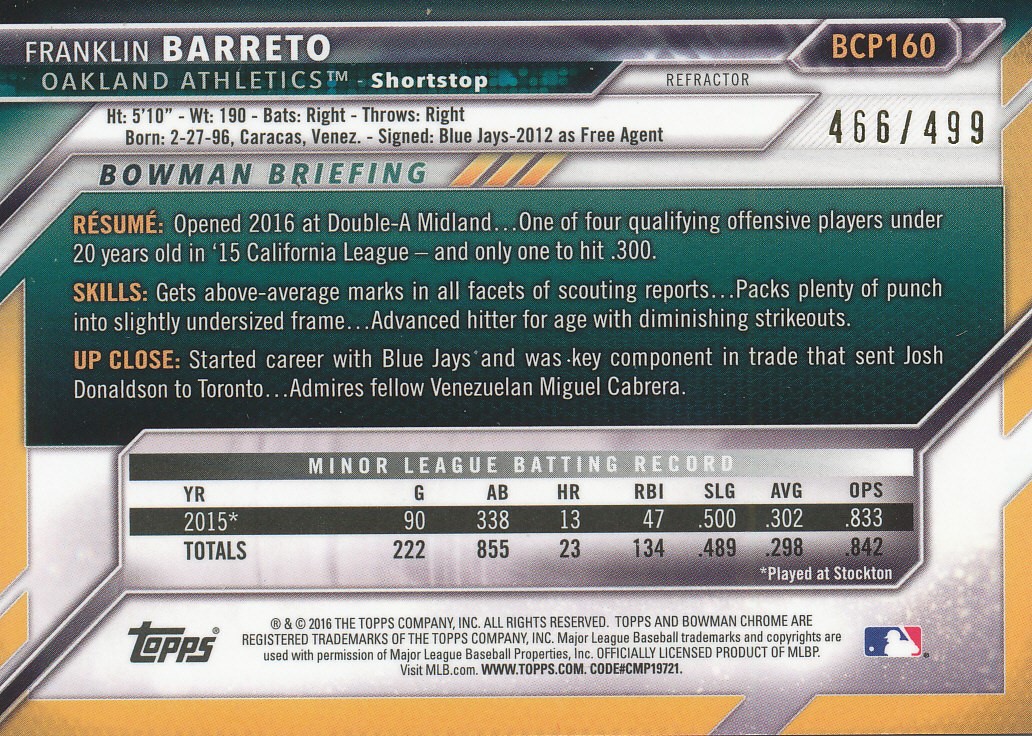 FRANKLIN BARRETO
BCP160
OAKLAND ATHLETICS™ - Shortstop
REFRACTOR
Ht: 5'10" - Wt: 190 - Bats: Right - Throws: Right
466/499
Born: 2-27-96, Caracas, Venez. - Signed: Blue Jays-2012 as Free Agent
BOWMAN BRIEFING
RÉSUMÉ: Opened 2016 at Double-A Midland...One of four qualifying offensive players under
20 years old in '15 California League – and only one to hit .300.
SKILLS: Gets above-average marks in all facets of scouting reports...Packs plenty of punch
into slightly undersized frame...Advanced hitter for age with diminishing strikeouts.
UP CLOSE: Started career with Blue Jays and was key component in trade that sent Josh
Donaldson to Toronto...Admires fellow Venezuelan Miguel Cabrera.
MINOR LEAGUE BATTING RECORD
YR G AB HR RBI SLG AVG OPS
2015* 90 338 13 47 .500 .302 .833
TOTALS 222 855 23 134 .489 .298 .842
*Played at Stockton
® & © 2016 THE TOPPS COMPANY, INC. ALL RIGHTS RESERVED. TOPPS AND BOWMAN CHROME ARE
REGISTERED TRADEMARKS OF THE TOPPS COMPANY, INC. Major League Baseball trademarks and copyrights are
used with permission of Major League Baseball Properties, Inc. OFFICIALLY LICENSED PRODUCT OF MLBP.
Visit MLB.com. WWW.TOPPS.COM. CODE#CMP19721.
TOPPS®